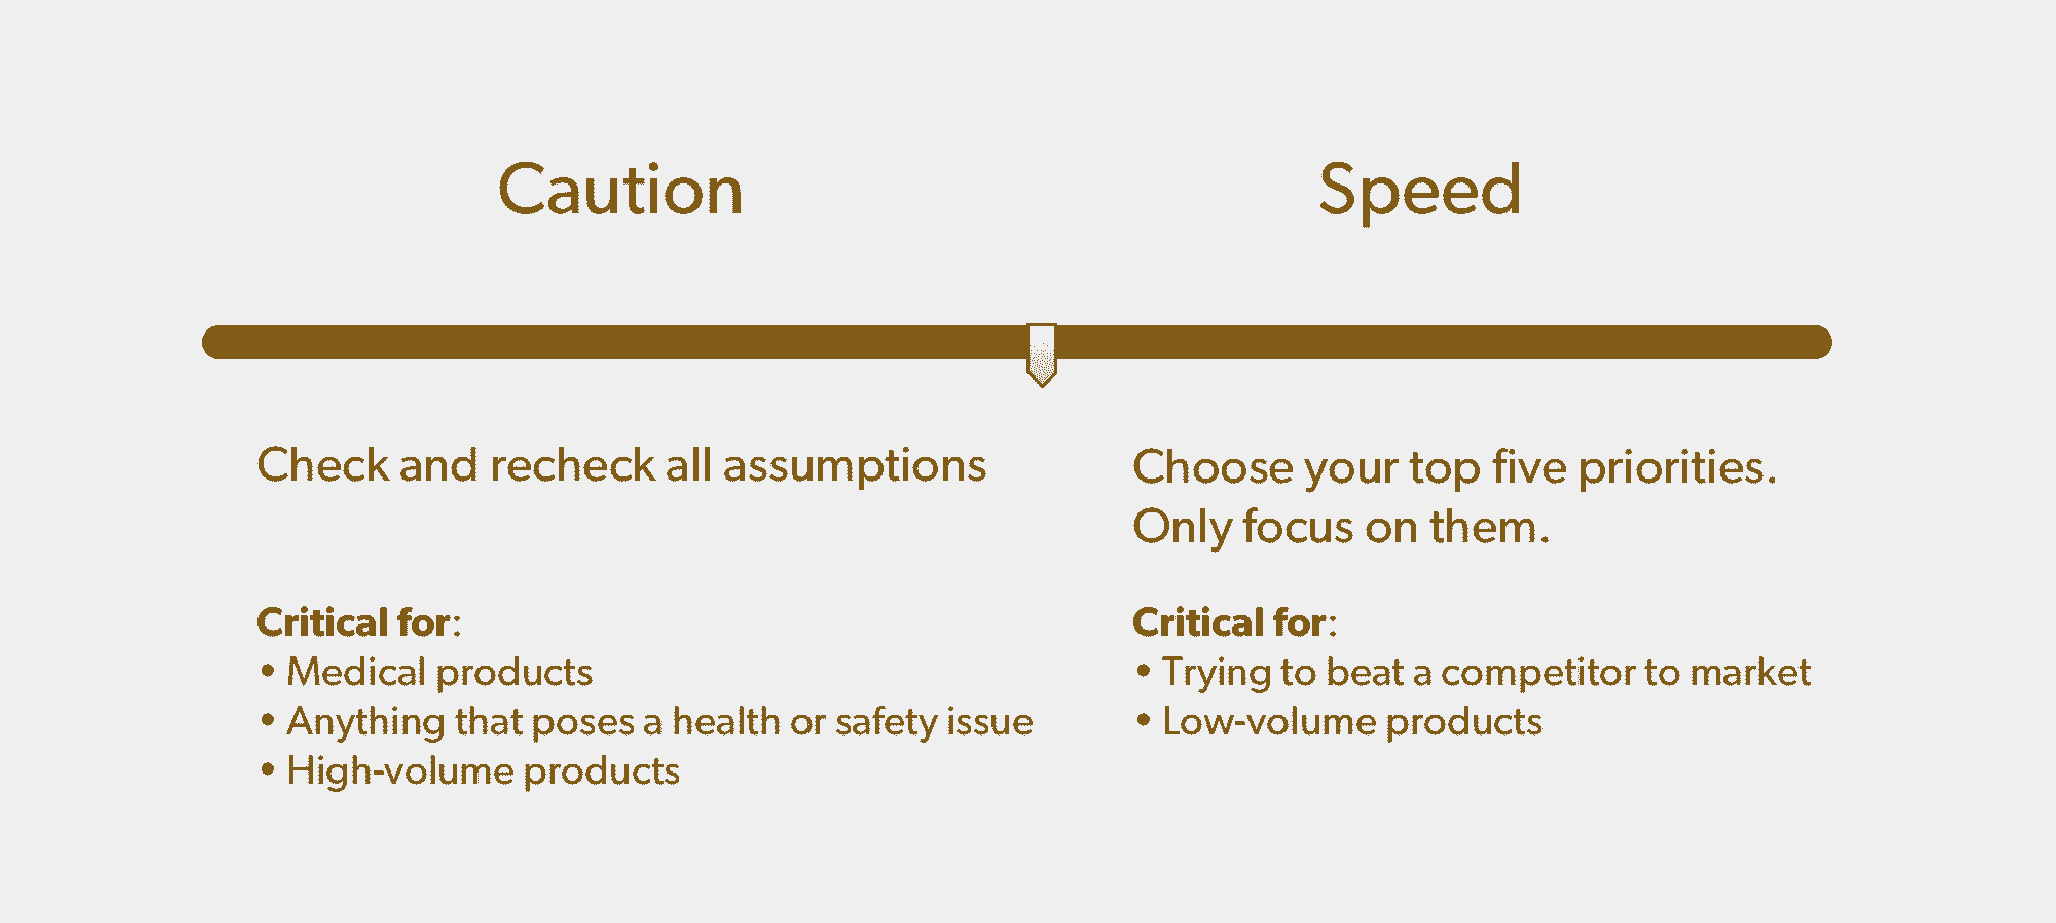 Caution
Speed
Check and recheck all assumptions
Critical for:
• Medical products
• Anything that poses a health or safety issue
• High-volume products
Choose your top five priorities.
Only focus on them.
Critical for:
• Trying to beat a competitor to market
• Low-volume products